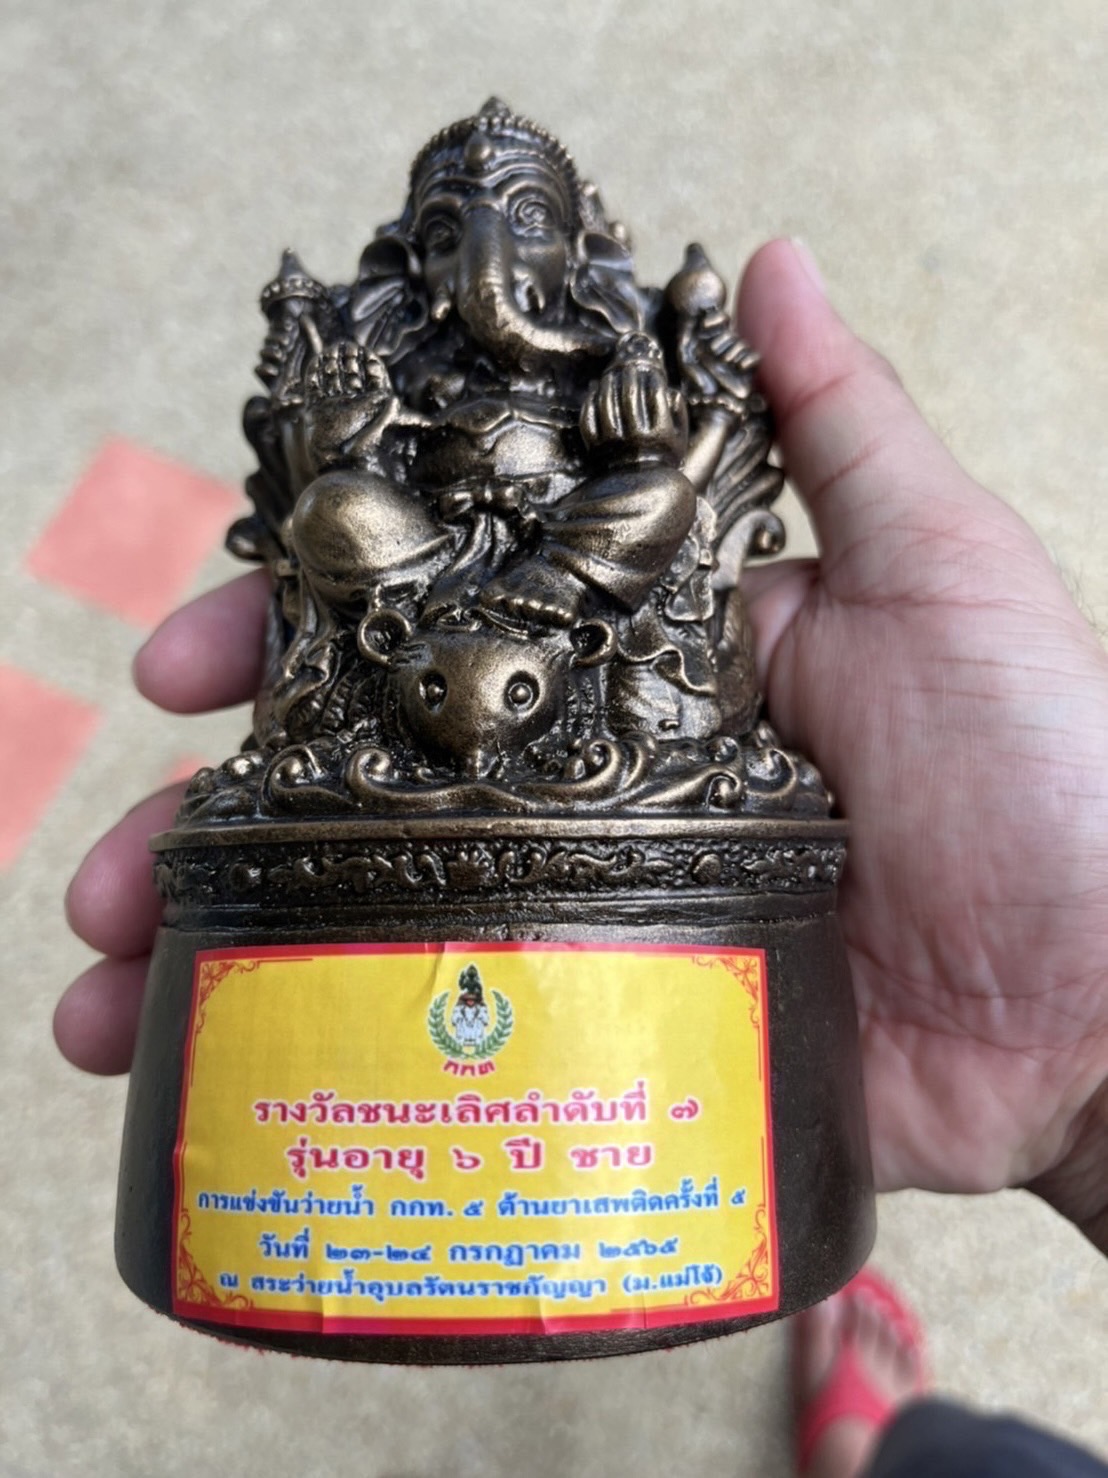 กกท
รางวัลชนะเลิศลำดับที่ ๗
รุ่นอายุ ๖ ปี ชาย
การแข่งขันว่ายน้ำ กกท. ๕ ต้านยาเสพติดครั้งที่ ๕
วันที่ ๒๓-๒๔ กรกฎาคม ๒๕๖๕
ณ สระว่ายน้ำอุบลรัตนราชกัญญา (ม.แม่โจ้)